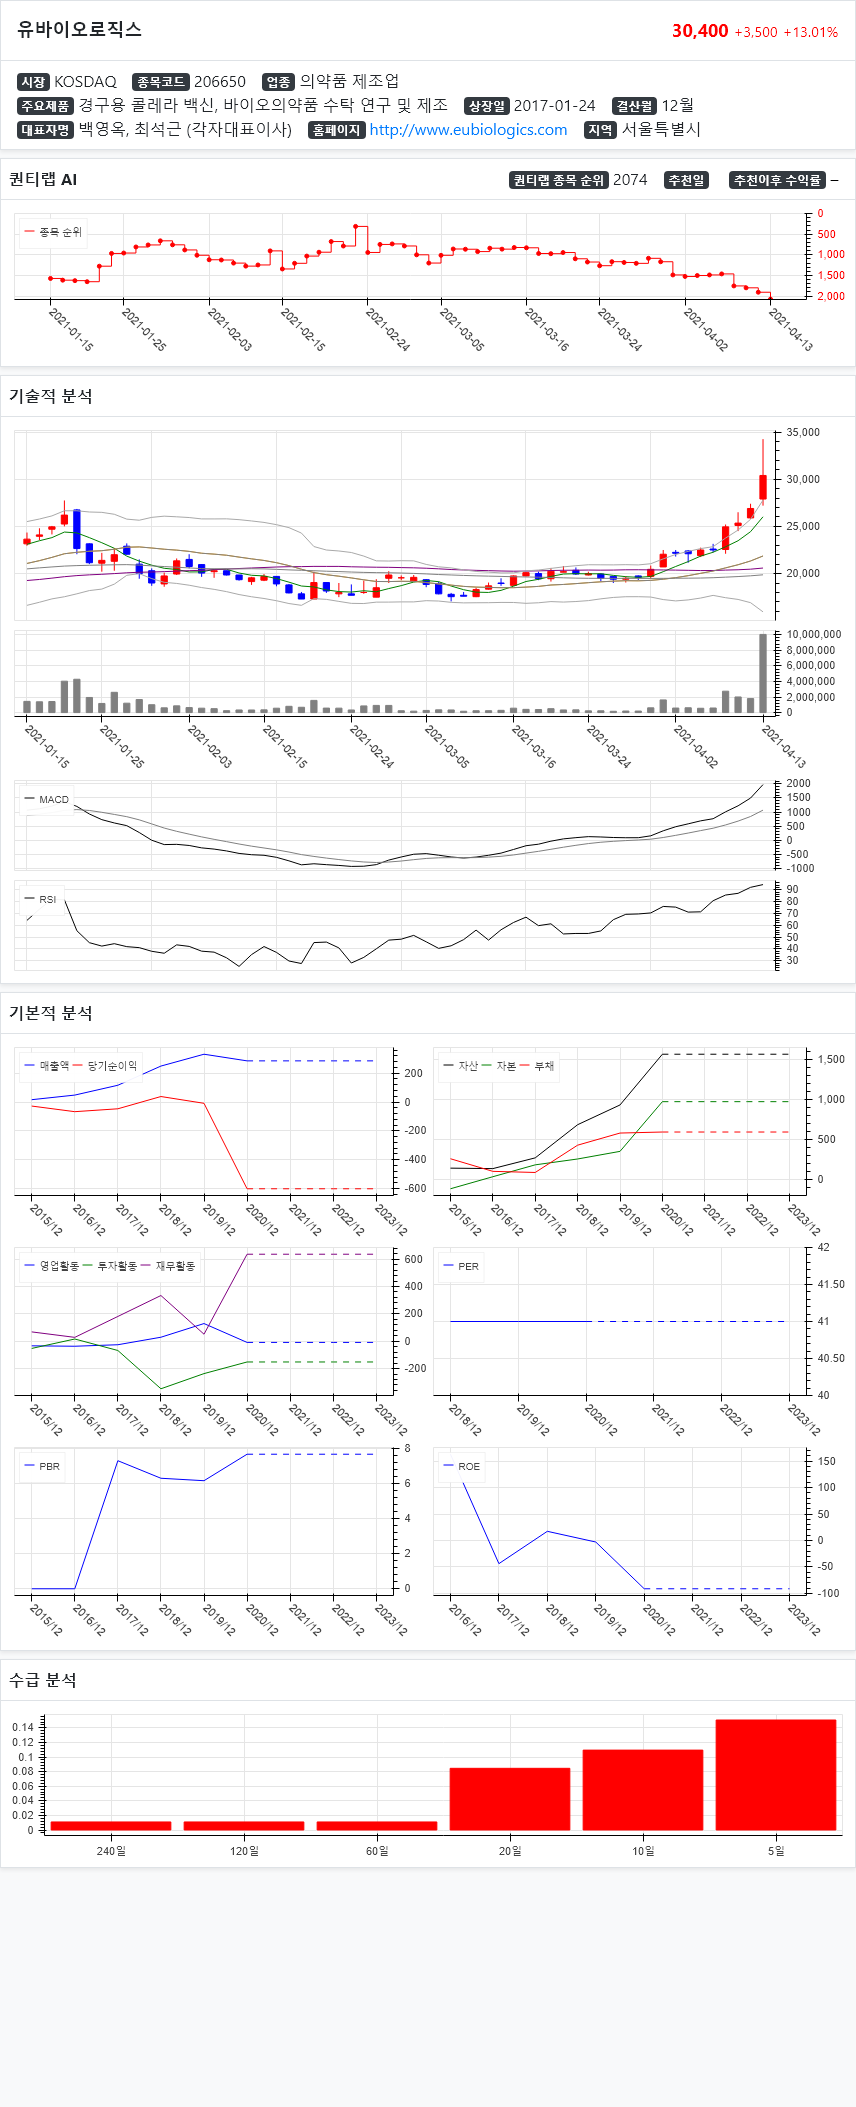 유바이오로직스 30,400 +3,500 +13.01%
시장 KOSDAQ 종목코드 206650 업종 의약품 제조업
주요제품 경구용 콜레라 백신, 바이오의약품 수탁 연구 및 제조 상장일 2017-01-24 결산월 12월
대표자명 백영옥, 최석근 (각자대표이사) 홈페이지 http://www.eubiologics.com 지역 서울특별시
퀀티랩 AI 퀀티랩 종목 순위 2074 추천일 추천이후 수익률 –
종목 순위
0
500
1,000
1,500
2,000
2021-01-15 2021-01-25 2021-02-03 2021-02-15 2021-02-24 2021-03-05 2021-03-16 2021-03-24 2021-04-02 2021-04-13
기술적 분석
35,000
30,000
25,000
20,000
10,000,000
8,000,000
6,000,000
4,000,000
2,000,000
0
2021-01-15 2021-01-25 2021-02-03 2021-02-15 2021-02-24 2021-03-05 2021-03-16 2021-03-24 2021-04-02 2021-04-13
MACD
2000
1500
1000
500
0
-500
-1000
RSI
90
80
70
60
50
40
30
기본적 분석
매출액 당기순이익
200
0
-200
-400
-600
2015/12 2016/12 2017/12 2018/12 2019/12 2020/12 2021/12 2022/12 2023/12
자산 자본 부채
1,500
1,000
500
0
2015/12 2016/12 2017/12 2018/12 2019/12 2020/12 2021/12 2022/12 2023/12
영업활동 투자활동 재무활동
600
400
200
0
-200
2015/12 2016/12 2017/12 2018/12 2019/12 2020/12 2021/12 2022/12 2023/12
PER
42
41.50
41
40.50
40
2018/12 2019/12 2020/12 2021/12 2022/12 2023/12
PBR
8
6
4
2
0
2015/12 2016/12 2017/12 2018/12 2019/12 2020/12 2021/12 2022/12 2023/12
ROE
150
100
50
0
-50
-100
2016/12 2017/12 2018/12 2019/12 2020/12 2021/12 2022/12 2023/12
수급 분석
0.14
0.12
0.1
0.08
0.06
0.04
0.02
0
240일 120일 60일 20일 10일 5일